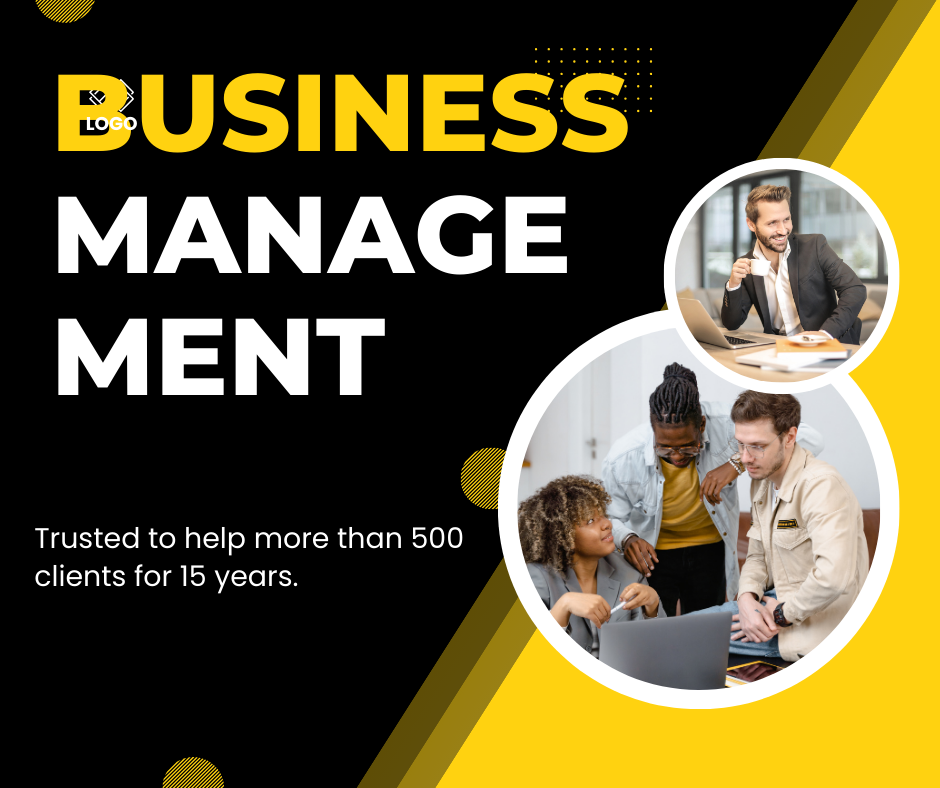 BUSINESS
LOGO
MANAGE
MENT
Trusted to help more than 500
clients for 15 years.